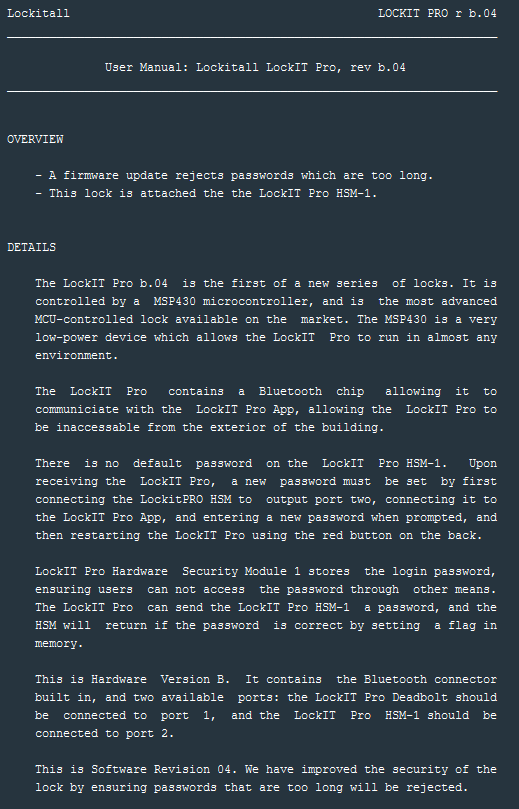 Lockitall LOCKIT PRO r b.04
User Manual: Lockitall LockIT Pro, rev b.04
OVERVIEW
- A firmware update rejects passwords which are too long.
- This lock is attached the the LockIT Pro HSM-1.
DETAILS
The LockIT Pro b.04 is the first of a new series of locks. It is
controlled by a MSP430 microcontroller, and is the most advanced
MCU-controlled lock available on the market. The MSP430 is a very
low-power device which allows the LockIT Pro to run in almost any
environment.
The LockIT Pro contains a Bluetooth chip allowing it to
communiciate with the LockIT Pro App, allowing the LockIT Pro to
be inaccessable from the exterior of the building.
There is no default password on the LockIT Pro HSM-1. Upon
receiving the LockIT Pro, a new password must be set by first
connecting the LockitPRO HSM to output port two, connecting it to
the LockIT Pro App, and entering a new password when prompted, and
then restarting the LockIT Pro using the red button on the back.
LockIT Pro Hardware Security Module 1 stores the login password,
ensuring users can not access the password through other means.
The LockIT Pro can send the LockIT Pro HSM-1 a password, and the
HSM will return if the password is correct by setting a flag in
memory.
This is Hardware Version B. It contains the Bluetooth connector
built in, and two available ports: the LockIT Pro Deadbolt should
be connected to port 1, and the LockIT Pro HSM-1 should be
connected to port 2.
This is Software Revision 04. We have improved the security of the
lock by ensuring passwords that are too long will be rejected.